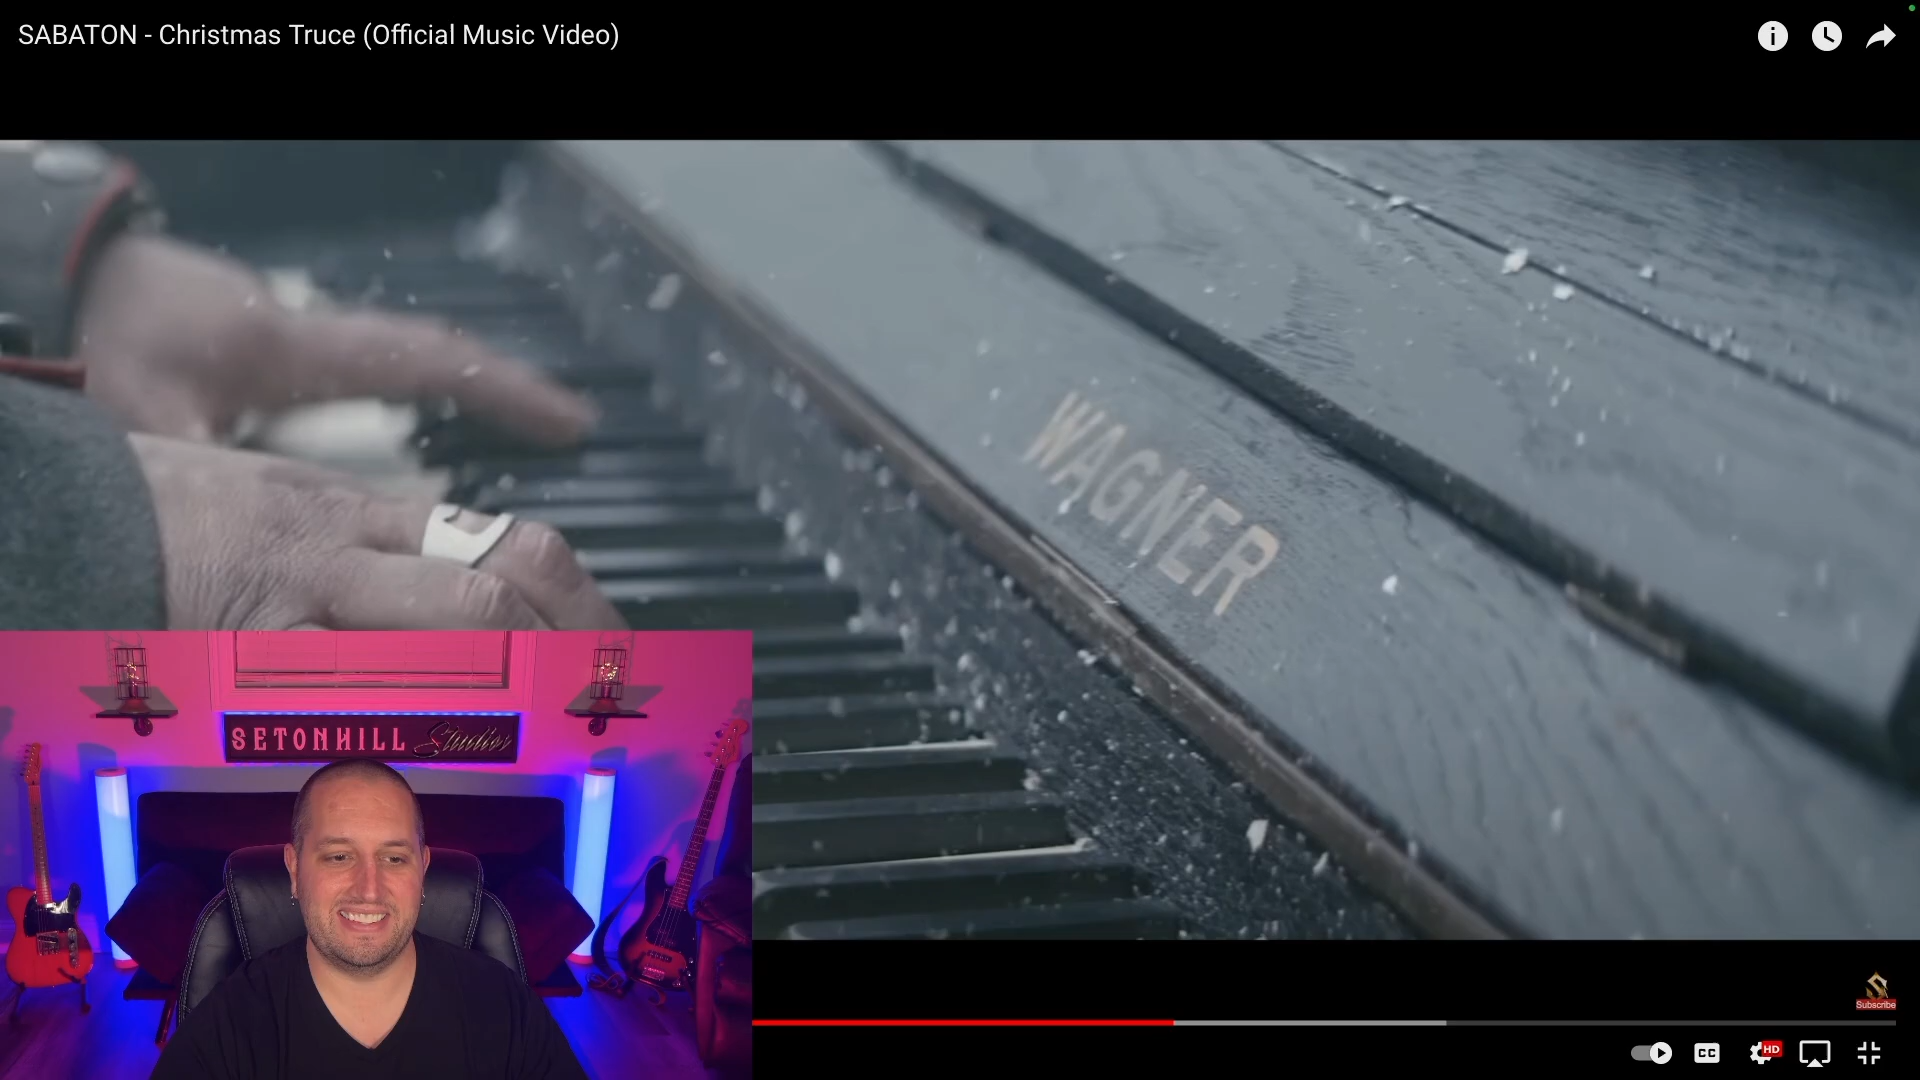 SABATON - Christmas Truce (Official Music Video)
WAGNER
SETONHILL Studios
Subscribe
CC
HD